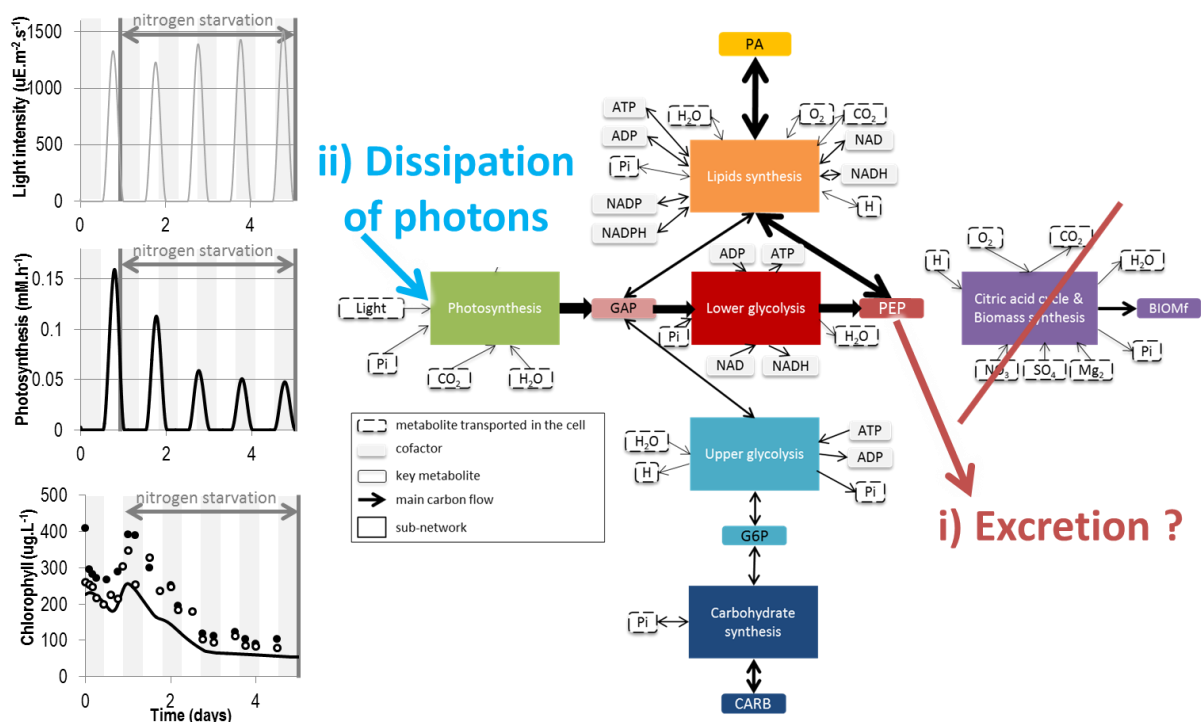 nitrogen starvation
Light intensity (uE.m⁻².s⁻¹)
1500
1000
500
0
0
2
4
nitrogen starvation
Photosynthesis (mM.h⁻¹)
0.15
0.1
0.05
0
0
2
4
nitrogen starvation
Chlorophyll (ug.L⁻¹)
500
400
300
200
100
0
0
2
4
Time (days)
ii) Dissipation
of photons
PA
ATP
ADP
Pi
NADP
NADPH
H₂O
O₂
CO₂
NAD
NADH
H
Lipids synthesis
Light
Pi
CO₂
H₂O
Photosynthesis
GAP
ADP
ATP
Lower glycolysis
Pi
NAD
NADH
H₂O
PEP
H
O₂
CO₂
H₂O
Citric acid cycle &
Biomass synthesis
BIOMf
Pi
NO₃
SO₄
Mg₂
metabolite transported in the cell
cofactor
key metabolite
main carbon flow
sub-network
H₂O
H
Upper glycolysis
ATP
ADP
Pi
i) Excretion ?
G6P
Pi
Carbohydrate
synthesis
CARB